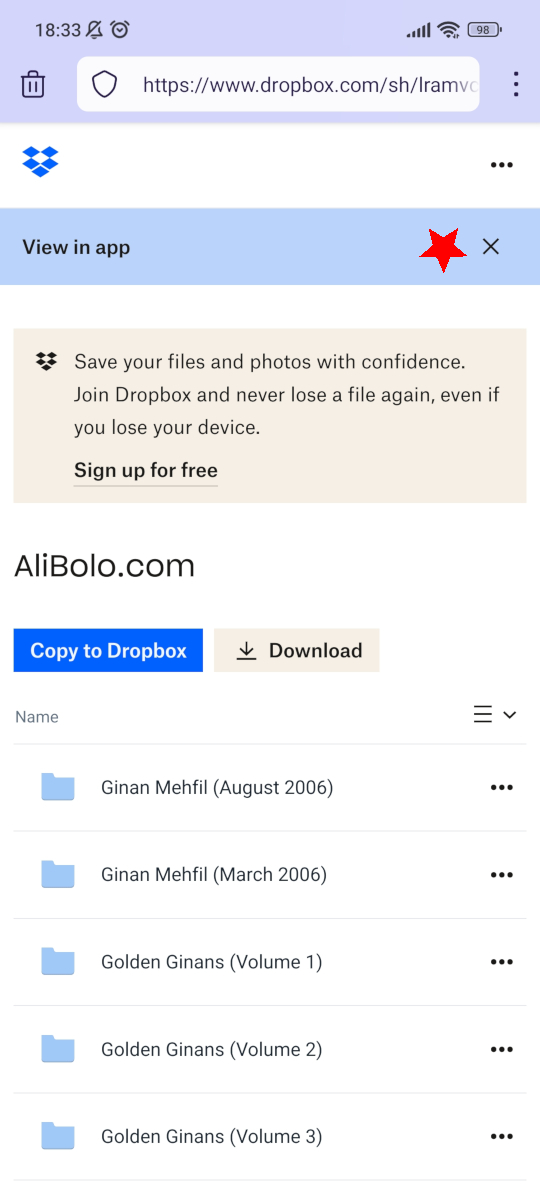 18:33
98
https://www.dropbox.com/sh/lramv
View in app
Save your files and photos with confidence.
Join Dropbox and never lose a file again, even if
you lose your device.
Sign up for free
AliBolo.com
Copy to Dropbox
Download
Name
Ginan Mehfil (August 2006)
Ginan Mehfil (March 2006)
Golden Ginans (Volume 1)
Golden Ginans (Volume 2)
Golden Ginans (Volume 3)